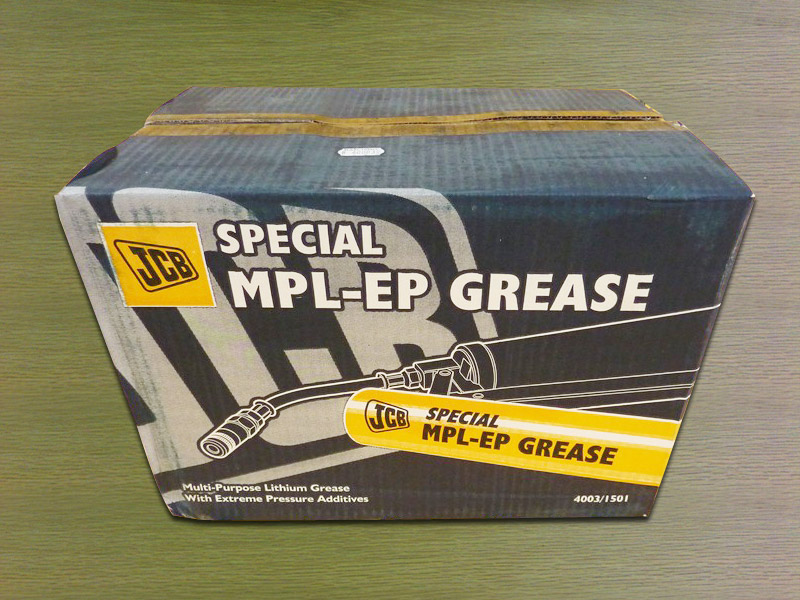 JCB
SPECIAL
MPL-EP GREASE
JCB
SPECIAL
MPL-EP GREASE
Multi-Purpose Lithium Grease
With Extreme Pressure Additives
4003/1501